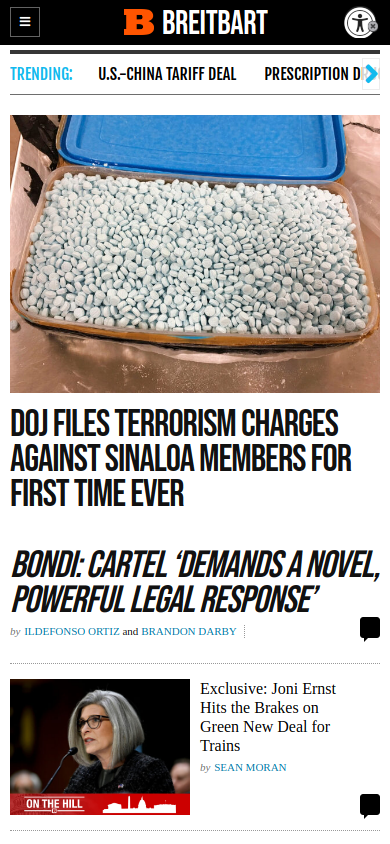 B BREITBART
TRENDING: U.S.–CHINA TARIFF DEAL PRESCRIPTION D
DOJ FILES TERRORISM CHARGES
AGAINST SINALOA MEMBERS FOR
FIRST TIME EVER
BONDI: CARTEL ‘DEMANDS A NOVEL,
POWERFUL LEGAL RESPONSE’
by ILDEFONSO ORTIZ and BRANDON DARBY
Exclusive: Joni Ernst
Hits the Brakes on
Green New Deal for
Trains
by SEAN MORAN
ON THE HILL